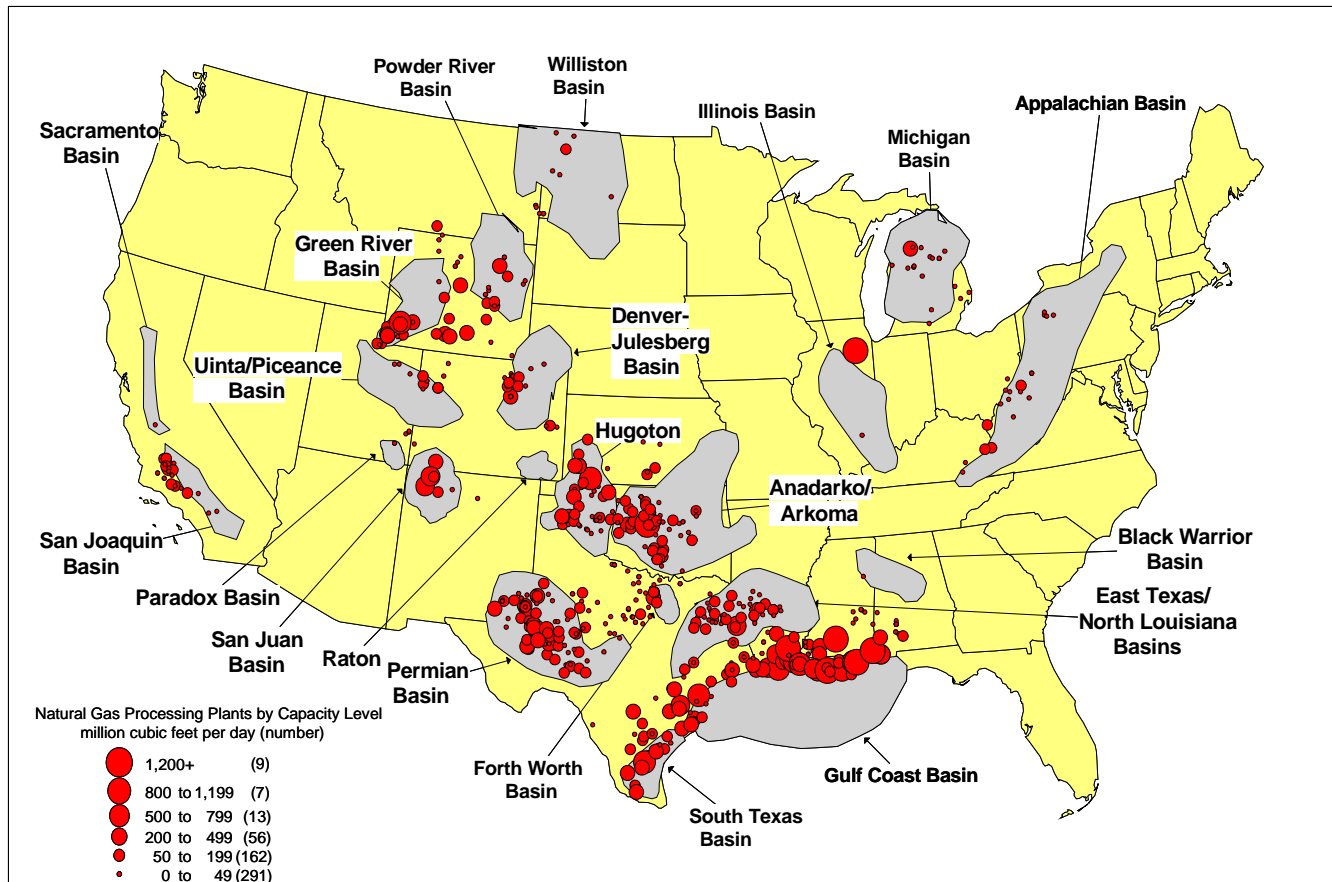 Powder River
Basin
Williston
Basin
Illinois Basin
Appalachian Basin
Michigan
Basin
Sacramento
Basin
Green River
Basin
Denver-
Julesberg
Basin
Uinta/Piceance
Basin
Hugoton
Anadarko/
Arkoma
San Joaquin
Basin
Black Warrior
Basin
Paradox Basin
East Texas/
North Louisiana
Basins
San Juan
Basin
Raton
Permian
Basin
Natural Gas Processing Plants by Capacity Level
million cubic feet per day (number)
1,200+ (9)
800 to 1,199 (7)
500 to 799 (13)
200 to 499 (56)
50 to 199 (162)
0 to 49 (291)
Forth Worth
Basin
Gulf Coast Basin
South Texas
Basin